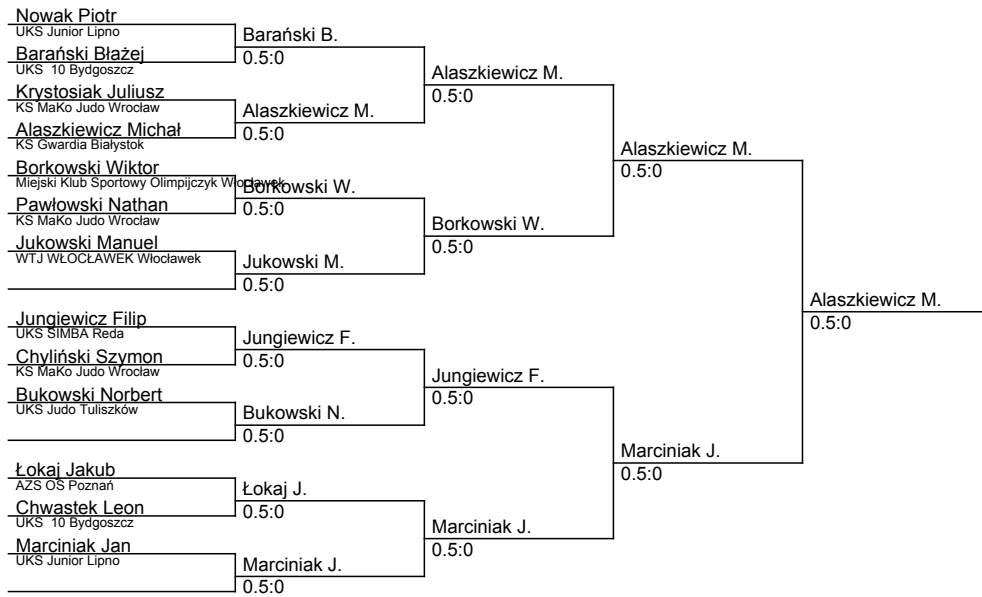 Nowak Piotr
UKS Junior Lipno
Barański Błażej
UKS  10 Bydgoszcz
Krystosiak Juliusz
KS MaKo Judo Wrocław
Alaszkiewicz Michał
KS Gwardia Białystok
Borkowski Wiktor
Miejski Klub Sportowy Olimpijczyk Włocławek
Pawłowski Nathan
KS MaKo Judo Wrocław
Jukowski Manuel
WTJ WŁOCŁAWEK Włocławek
Jungiewicz Filip
UKS SIMBA Reda
Chyliński Szymon
KS MaKo Judo Wrocław
Bukowski Norbert
UKS Judo Tuliszków
Łokaj Jakub
AZS OŚ Poznań
Chwastek Leon
UKS  10 Bydgoszcz
Marciniak Jan
UKS Junior Lipno
Barański B.
0.5:0
Alaszkiewicz M.
0.5:0
Borkowski W.
0.5:0
Jukowski M.
0.5:0
Jungiewicz F.
0.5:0
Bukowski N.
0.5:0
Łokaj J.
0.5:0
Marciniak J.
0.5:0
Alaszkiewicz M.
0.5:0
Borkowski W.
0.5:0
Jungiewicz F.
0.5:0
Marciniak J.
0.5:0
Alaszkiewicz M.
0.5:0
Marciniak J.
0.5:0
Alaszkiewicz M.
0.5:0